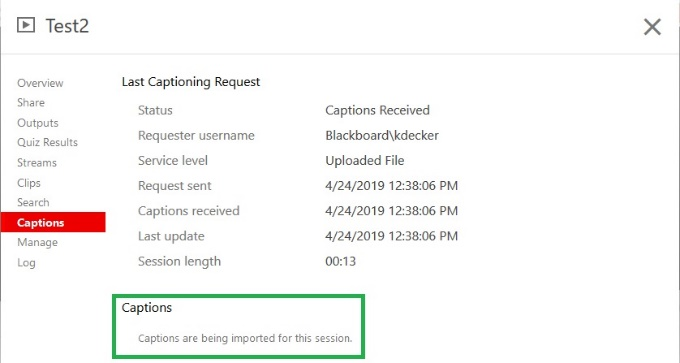 Test2
Overview
Share
Outputs
Quiz Results
Streams
Clips
Search
Captions
Manage
Log
Last Captioning Request
Status Captions Received
Requester username Blackboard\kdecker
Service level Uploaded File
Request sent 4/24/2019 12:38:06 PM
Captions received 4/24/2019 12:38:06 PM
Last update 4/24/2019 12:38:06 PM
Session length 00:13
Captions
Captions are being imported for this session.